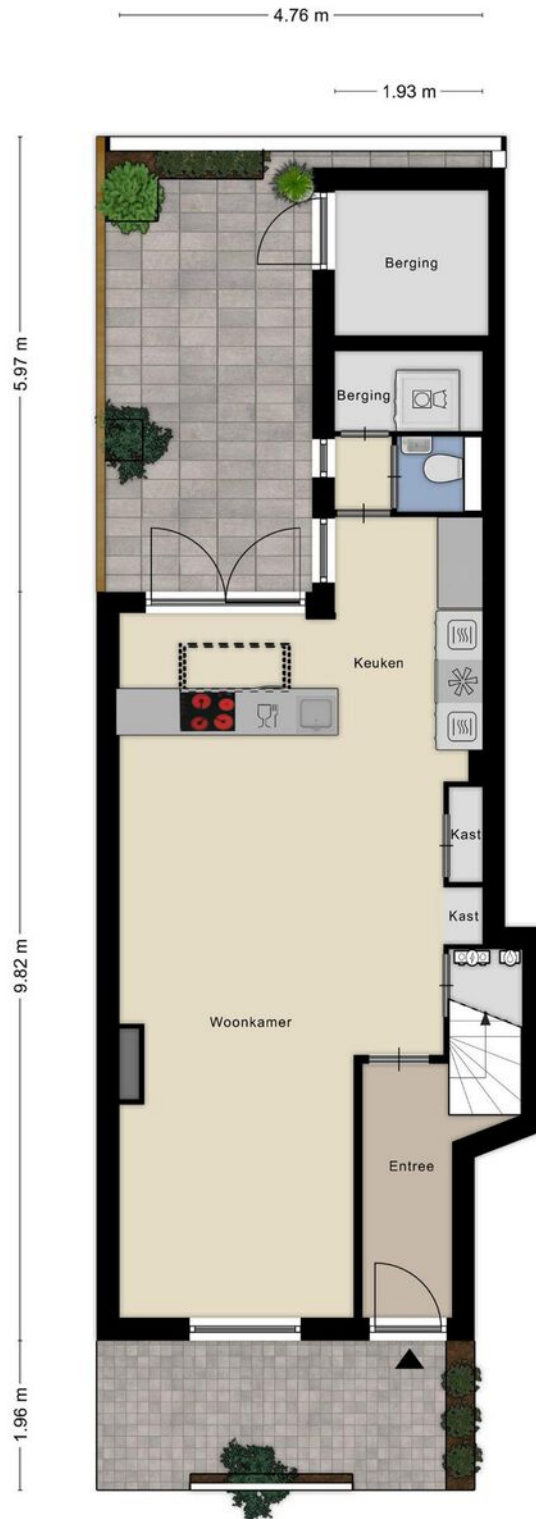 4.76 m
1.93 m
Berging
5.97 m
Berging
Keuken
Kast
Kast
9.82 m
Woonkamer
Entree
1.96 m